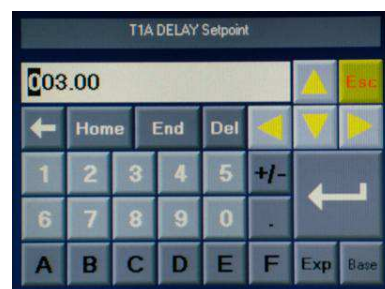 T1A DELAY Setpoint
003.00
Esc
← Home End Del
1 2 3 4 5 +/-
6 7 8 9 0 .
A B C D E F Exp Base